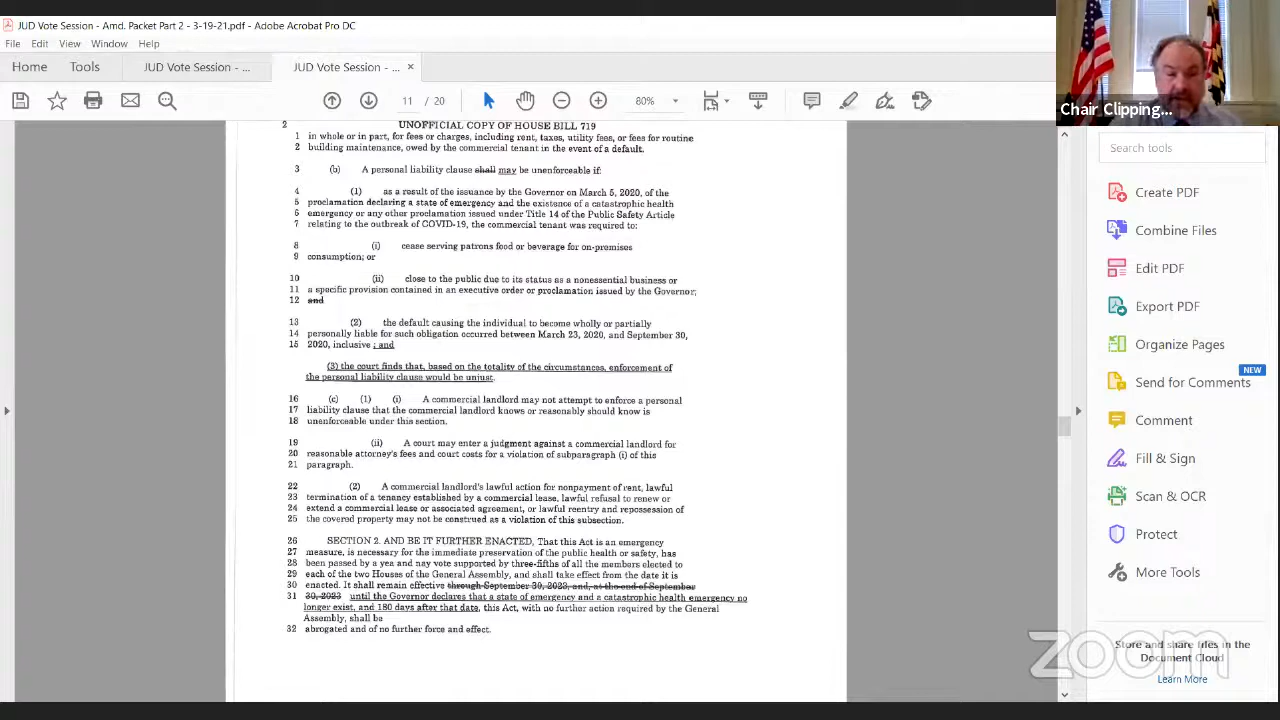 JUD Vote Session - Amd. Packet Part 2 - 3-19-21.pdf - Adobe Acrobat Pro DC
File Edit View Window Help
Home Tools JUD Vote Session - ... JUD Vote Session - ... ×
11 / 20 80%
Chair Clipping...
2 UNOFFICIAL COPY OF HOUSE BILL 719
1 in whole or in part, for fees or charges, including rent, taxes, utility fees, or fees for routine
2 building maintenance, owed by the commercial tenant in the event of a default.
3 (b) A personal liability clause shall may be unenforceable if:
4 (1) as a result of the issuance by the Governor on March 5, 2020, of the
5 proclamation declaring a state of emergency and the existence of a catastrophic health
6 emergency or any other proclamation issued under Title 14 of the Public Safety Article
7 relating to the outbreak of COVID-19, the commercial tenant was required to:
8 (i) cease serving patrons food or beverage for on-premises
9 consumption; or
10 (ii) close to the public due to its status as a nonessential business or
11 a specific provision contained in an executive order or proclamation issued by the Governor;
12 and
13 (2) the default causing the individual to become wholly or partially
14 personally liable for such obligation occurred between March 23, 2020, and September 30,
15 2020, inclusive ; and
(3) the court finds that, based on the totality of the circumstances, enforcement of
the personal liability clause would be unjust.
16 (c) (1) (i) A commercial landlord may not attempt to enforce a personal
17 liability clause that the commercial landlord knows or reasonably should know is
18 unenforceable under this section.
19 (ii) A court may enter a judgment against a commercial landlord for
20 reasonable attorney's fees and court costs for a violation of subparagraph (i) of this
21 paragraph.
22 (2) A commercial landlord's lawful action for nonpayment of rent, lawful
23 termination of a tenancy established by a commercial lease, lawful refusal to renew or
24 extend a commercial lease or associated agreement, or lawful reentry and repossession of
25 the covered property may not be construed as a violation of this subsection.
26 SECTION 2. AND BE IT FURTHER ENACTED, That this Act is an emergency
27 measure, is necessary for the immediate preservation of the public health or safety, has
28 been passed by a yea and nay vote supported by three-fifths of all the members elected to
29 each of the two Houses of the General Assembly, and shall take effect from the date it is
30 enacted. It shall remain effective through September 30, 2023, and, at the end of September
31 30, 2023 until the Governor declares that a state of emergency and a catastrophic health emergency no
longer exist, and 180 days after that date, this Act, with no further action required by the General
Assembly, shall be
32 abrogated and of no further force and effect.
Search tools
Create PDF
Combine Files
Edit PDF
Export PDF
Organize Pages
NEW
Send for Comments
Comment
Fill & Sign
Scan & OCR
Protect
More Tools
Store and share files in the
Document Cloud
Learn More
zoom